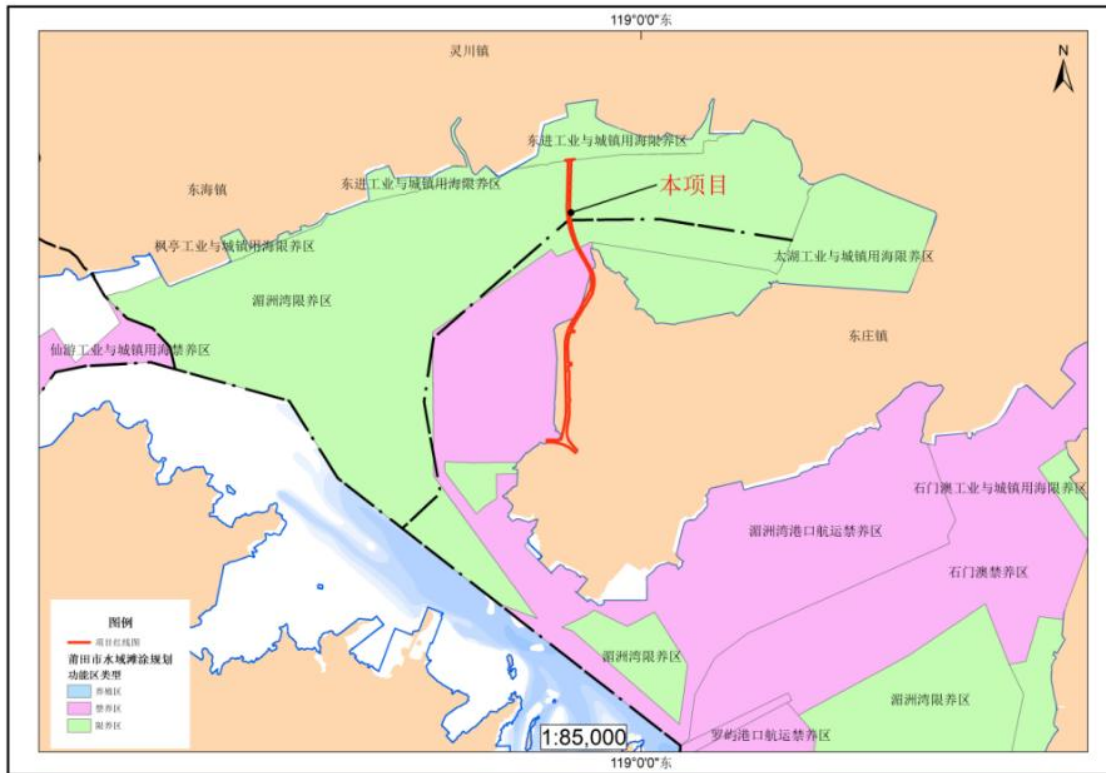 119°0'0"东
灵川镇
N
东进工业与城镇用海限养区
东进工业与城镇用海限养区
本项目
东海镇
枫亭工业与城镇用海限养区
太湖工业与城镇用海限养区
湄洲湾限养区
东庄镇
仙游工业与城镇用海禁养区
石门澳工业与城镇用海限养区
湄洲湾港口航运禁养区
石门澳禁养区
图例
项目红线图
莆田市水域滩涂规划
功能区类型
养殖区
禁养区
限养区
湄洲湾限养区
湄洲湾限养区
罗屿港口航运禁养区
1:85,000
119°0'0"东